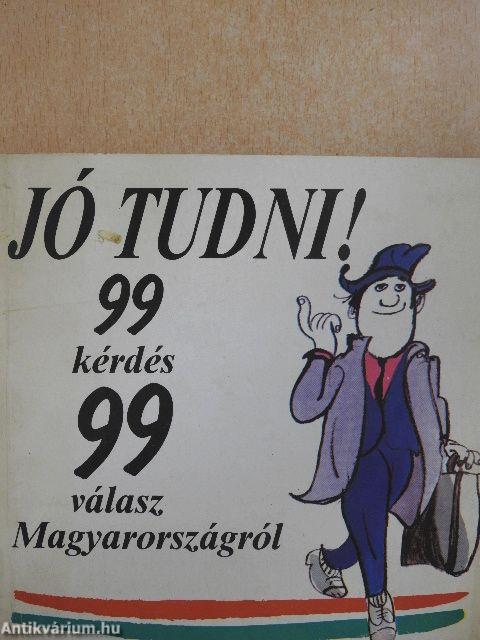 JÓ TUDNI!
99
kérdés
99
válasz
Magyarországról
Antikvárium.hu